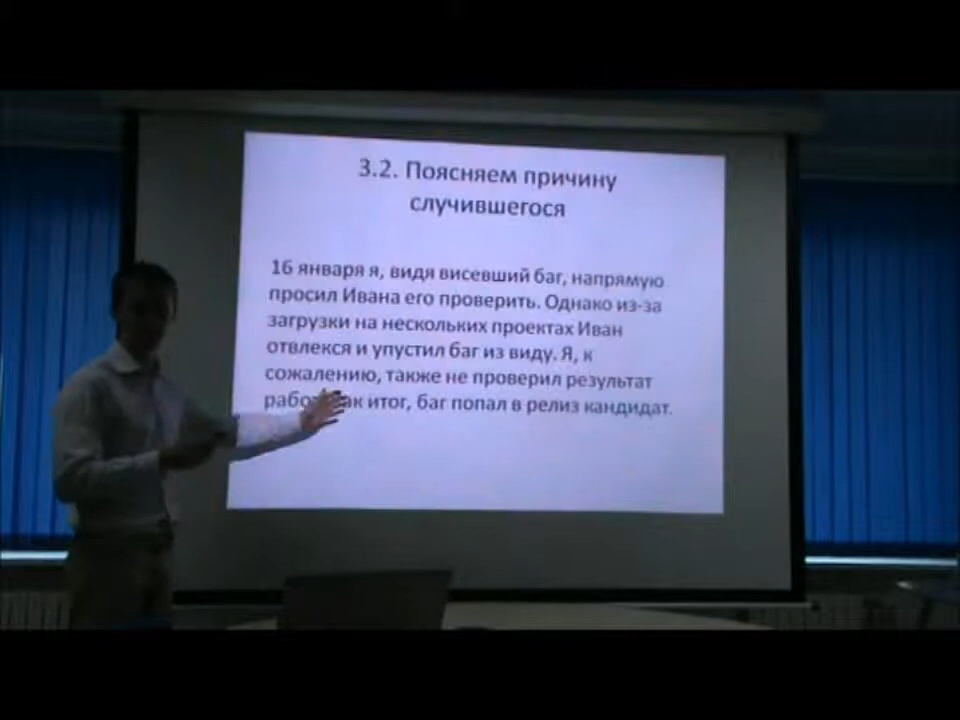 3.2. Поясняем причину
случившегося
16 января я, видя висевший баг, напрямую
просил Ивана его проверить. Однако из-за
загрузки на нескольких проектах Иван
отвлекся и упустил баг из виду. Я, к
сожалению, также не проверил результат
итог, баг попал в релиз кандидат.